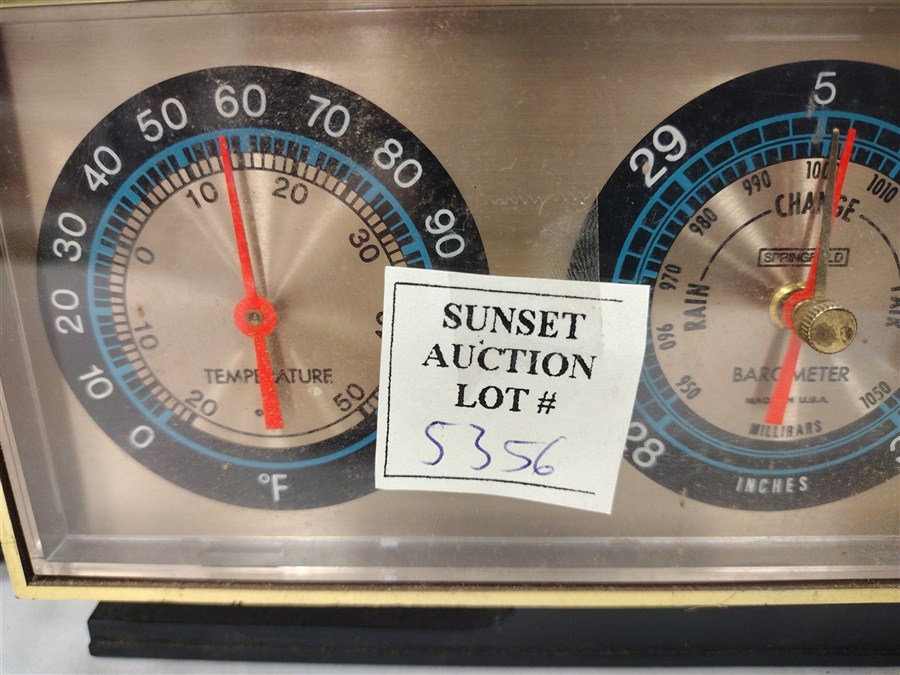 0 10 20 30 40 50 60 70 80 90
20 10 0 10 20 30 50
TEMPERATURE
°F
SUNSET
AUCTION
LOT #
5356
28 29 5
950 960 970 980 990 1010 1050
RAIN CHANGE FAIR
SPRINGFIELD
BAROMETER
MADE IN U.S.A.
MILLIBARS
INCHES